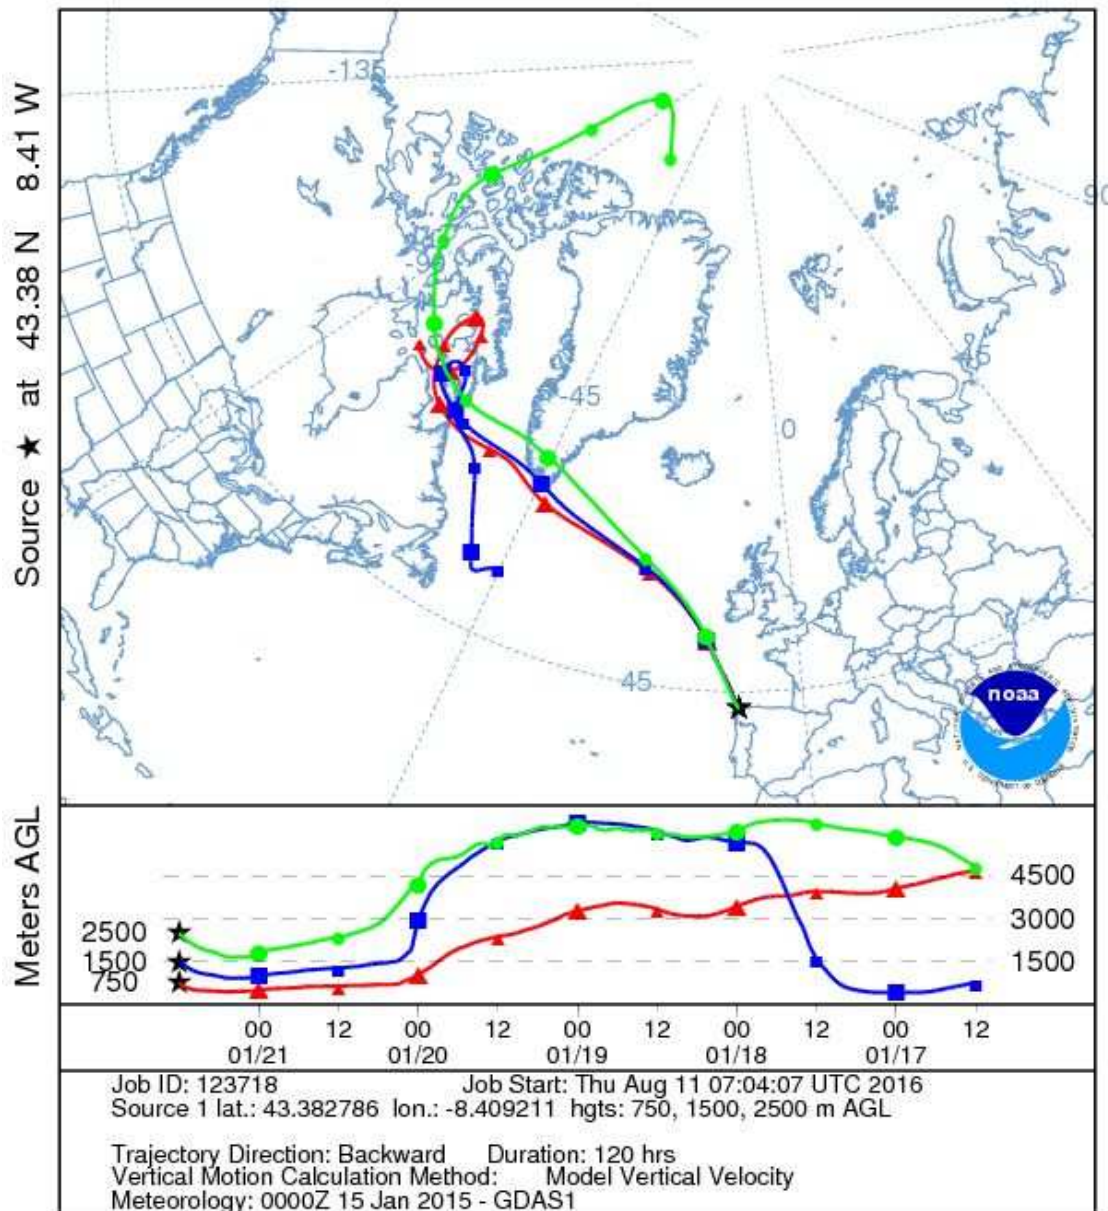 Source ★ at 43.38 N 8.41 W
-135
90
45
-45
0
45
noaa
Meters AGL
4500
3000
1500
2500
1500
750
00 12 00 12 00 12 00 12 00 12
01/21 01/20 01/19 01/18 01/17
Job ID: 123718 Job Start: Thu Aug 11 07:04:07 UTC 2016
Source 1 lat.: 43.382786 lon.: -8.409211 hgts: 750, 1500, 2500 m AGL
Trajectory Direction: Backward Duration: 120 hrs
Vertical Motion Calculation Method: Model Vertical Velocity
Meteorology: 0000Z 15 Jan 2015 - GDAS1